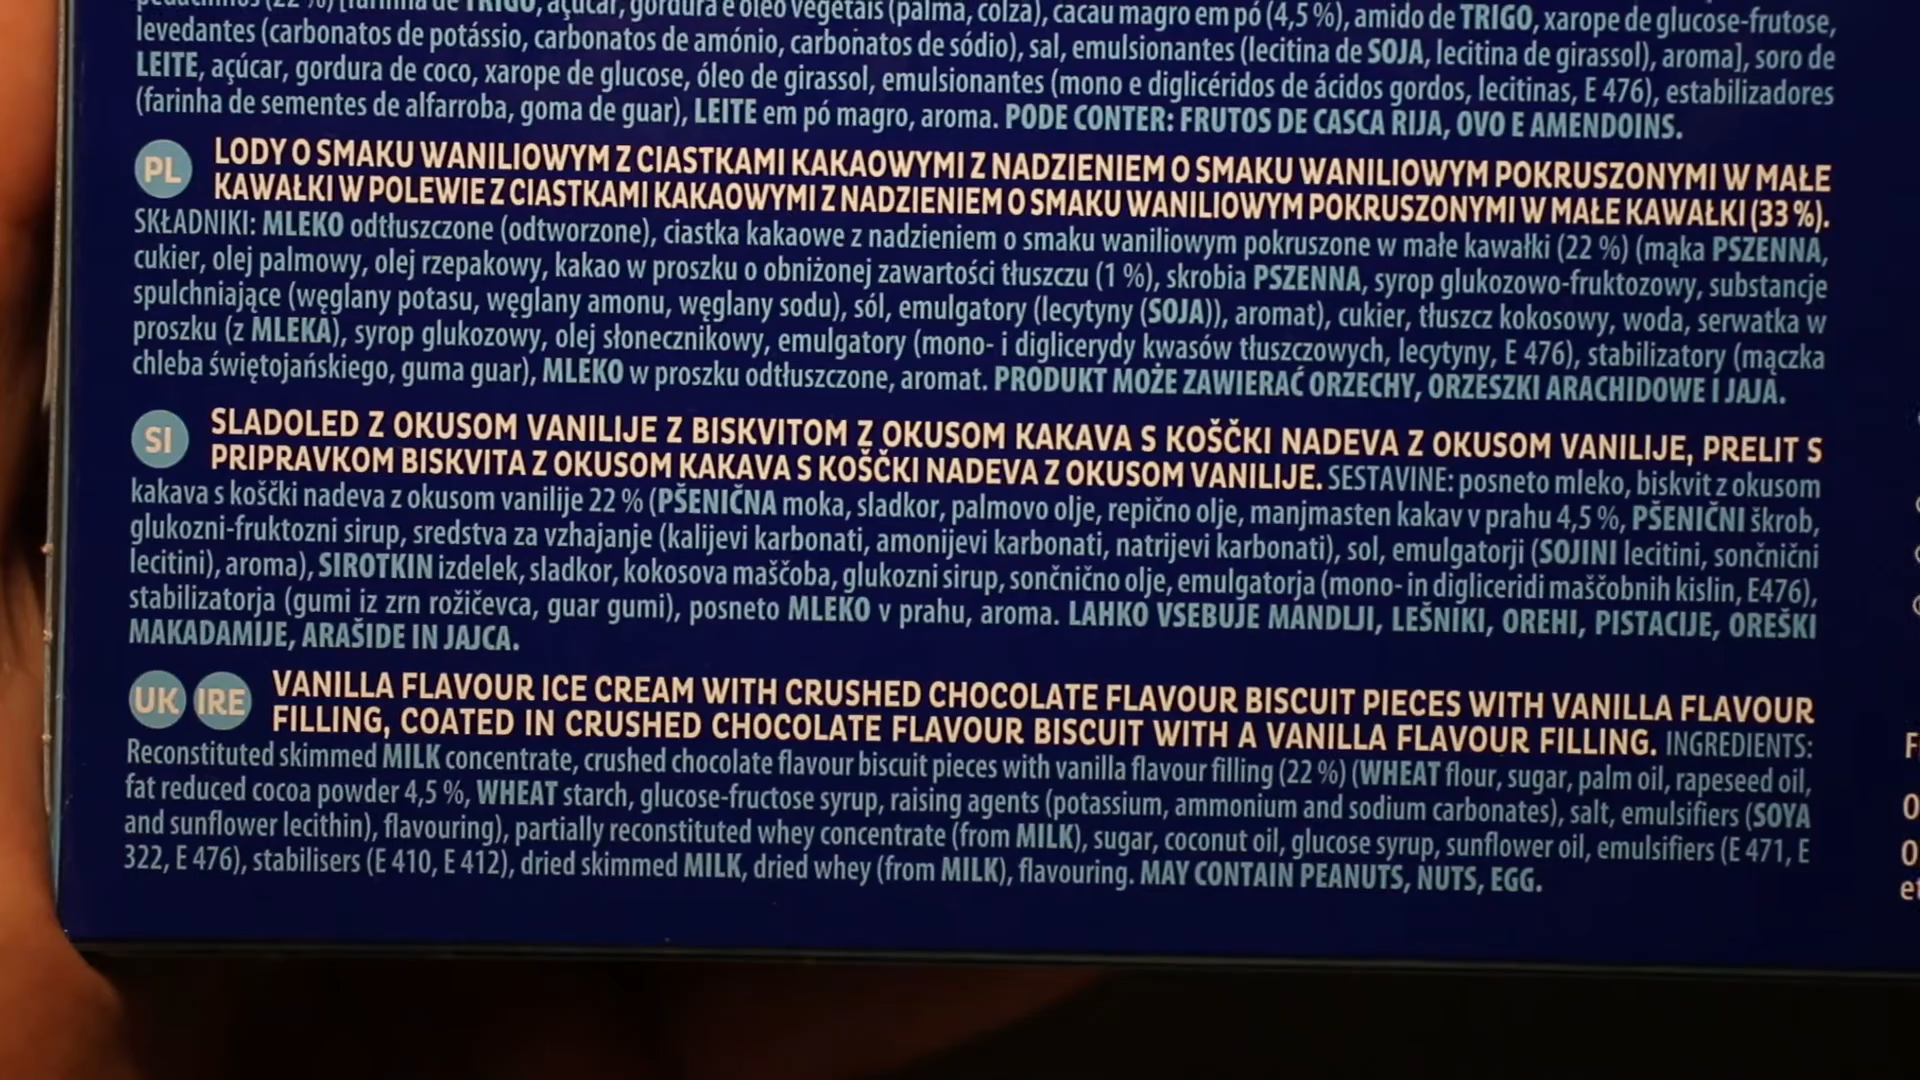 (22 %) [farinha de TRIGO, açúcar, gordura e óleo vegetais (palma, colza), cacau magro em pó (4,5 %), amido de TRIGO, xarope de glucose-frutose,
levedantes (carbonatos de potássio, carbonatos de amónio, carbonatos de sódio), sal, emulsionantes (lecitina de SOJA, lecitina de girassol), aroma], soro de
LEITE, açúcar, gordura de coco, xarope de glucose, óleo de girassol, emulsionantes (mono e diglicéridos de ácidos gordos, lecitinas, E 476), estabilizadores
(farinha de sementes de alfarroba, goma de guar), LEITE em pó magro, aroma. PODE CONTER: FRUTOS DE CASCA RIJA, OVO E AMENDOINS.
PL LODY O SMAKU WANILIOWYM Z CIASTKAMI KAKAOWYMI Z NADZIENIEM O SMAKU WANILIOWYM POKRUSZONYMI W MAŁE
KAWAŁKI W POLEWIE Z CIASTKAMI KAKAOWYMI Z NADZIENIEM O SMAKU WANILIOWYM POKRUSZONYMI W MAŁE KAWAŁKI (33 %).
SKŁADNIKI: MLEKO odtłuszczone (odtworzone), ciastka kakaowe z nadzieniem o smaku waniliowym pokruszone w małe kawałki (22 %) (mąka PSZENNA,
cukier, olej palmowy, olej rzepakowy, kakao w proszku o obniżonej zawartości tłuszczu (1 %), skrobia PSZENNA, syrop glukozowo-fruktozowy, substancje
spulchniające (węglany potasu, węglany amonu, węglany sodu), sól, emulgatory (lecytyny (SOJA)), aromat), cukier, tłuszcz kokosowy, woda, serwatka w
proszku (z MLEKA), syrop glukozowy, olej słonecznikowy, emulgatory (mono- i diglicerydy kwasów tłuszczowych, lecytyny, E 476), stabilizatory (mączka
chleba świętojańskiego, guma guar), MLEKO w proszku odtłuszczone, aromat. PRODUKT MOŻE ZAWIERAĆ ORZECHY, ORZESZKI ARACHIDOWE I JAJA.
SI SLADOLED Z OKUSOM VANILIJE Z BISKVITOM Z OKUSOM KAKAVA S KOŠČKI NADEVA Z OKUSOM VANILIJE, PRELIT S
PRIPRAVKOM BISKVITA Z OKUSOM KAKAVA S KOŠČKI NADEVA Z OKUSOM VANILIJE. SESTAVINE: posneto mleko, biskvit z okusom
kakava s koščki nadeva z okusom vanilije 22 % (PŠENIČNA moka, sladkor, palmovo olje, repično olje, manjmasten kakav v prahu 4,5 %, PŠENIČNI škrob,
glukozni-fruktozni sirup, sredstva za vzhajanje (kalijevi karbonati, amonijevi karbonati, natrijevi karbonati), sol, emulgatorji (SOJINI lecitini, sončnični
lecitini), aroma), SIROTKIN izdelek, sladkor, kokosova maščoba, glukozni sirup, sončnično olje, emulgatorja (mono- in digliceridi maščobnih kislin, E476),
stabilizatorja (gumi iz zrn rožičevca, guar gumi), posneto MLEKO v prahu, aroma. LAHKO VSEBUJE MANDLJI, LEŠNIKI, OREHI, PISTACIJE, OREŠKI
MAKADAMIJE, ARAŠIDE IN JAJCA.
UK IRE VANILLA FLAVOUR ICE CREAM WITH CRUSHED CHOCOLATE FLAVOUR BISCUIT PIECES WITH VANILLA FLAVOUR
FILLING, COATED IN CRUSHED CHOCOLATE FLAVOUR BISCUIT WITH A VANILLA FLAVOUR FILLING. INGREDIENTS:
Reconstituted skimmed MILK concentrate, crushed chocolate flavour biscuit pieces with vanilla flavour filling (22 %) (WHEAT flour, sugar, palm oil, rapeseed oil,
fat reduced cocoa powder 4,5 %, WHEAT starch, glucose-fructose syrup, raising agents (potassium, ammonium and sodium carbonates), salt, emulsifiers (SOYA
and sunflower lecithin), flavouring), partially reconstituted whey concentrate (from MILK), sugar, coconut oil, glucose syrup, sunflower oil, emulsifiers (E 471, E
322, E 476), stabilisers (E 410, E 412), dried skimmed MILK, dried whey (from MILK), flavouring. MAY CONTAIN PEANUTS, NUTS, EGG.